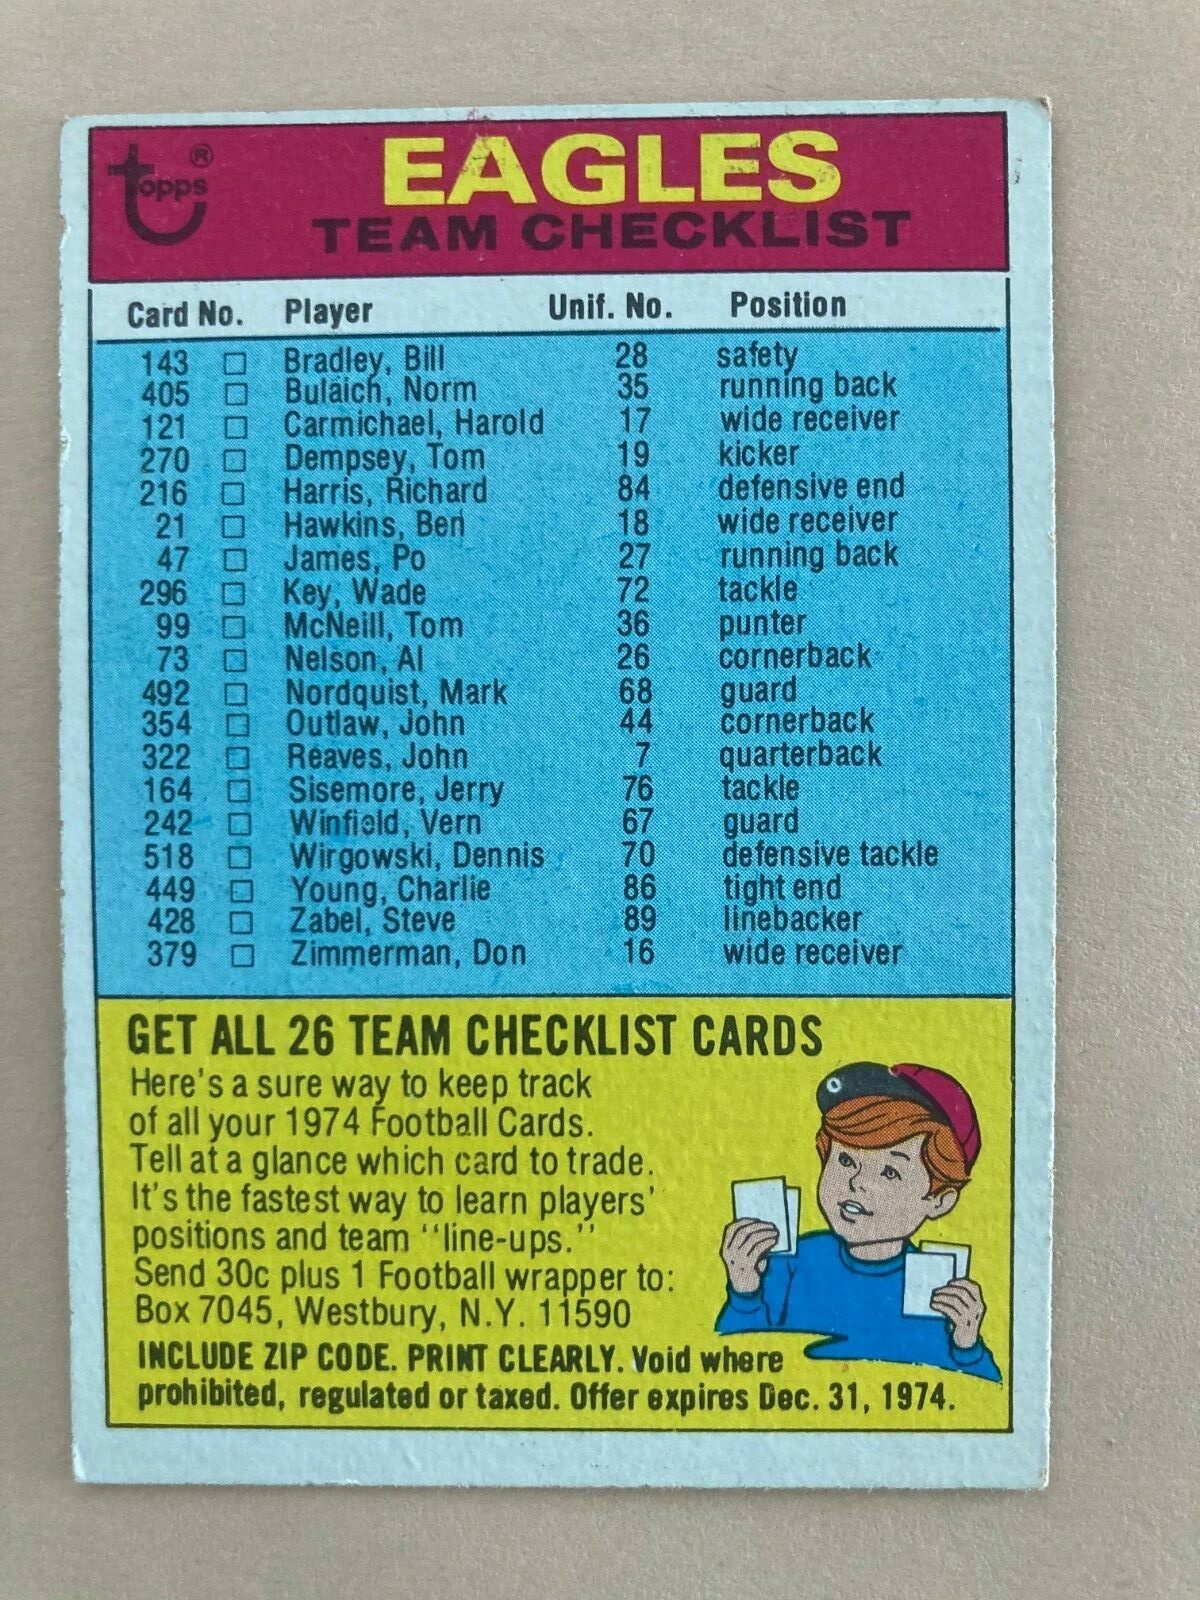 topps ®
EAGLES
TEAM CHECKLIST
Card No. Player Unif. No. Position
143 Bradley, Bill 28 safety
405 Bulaich, Norm 35 running back
121 Carmichael, Harold 17 wide receiver
270 Dempsey, Tom 19 kicker
216 Harris, Richard 84 defensive end
21 Hawkins, Ben 18 wide receiver
47 James, Po 27 running back
296 Key, Wade 72 tackle
99 McNeill, Tom 36 punter
73 Nelson, Al 26 cornerback
492 Nordquist, Mark 68 guard
354 Outlaw, John 44 cornerback
322 Reaves, John 7 quarterback
164 Sisemore, Jerry 76 tackle
242 Winfield, Vern 67 guard
518 Wirgowski, Dennis 70 defensive tackle
449 Young, Charlie 86 tight end
428 Zabel, Steve 89 linebacker
379 Zimmerman, Don 16 wide receiver
GET ALL 26 TEAM CHECKLIST CARDS
Here's a sure way to keep track
of all your 1974 Football Cards.
Tell at a glance which card to trade.
It's the fastest way to learn players'
positions and team "line-ups."
Send 30c plus 1 Football wrapper to:
Box 7045, Westbury, N.Y. 11590
INCLUDE ZIP CODE. PRINT CLEARLY. Void where
prohibited, regulated or taxed. Offer expires Dec. 31, 1974.